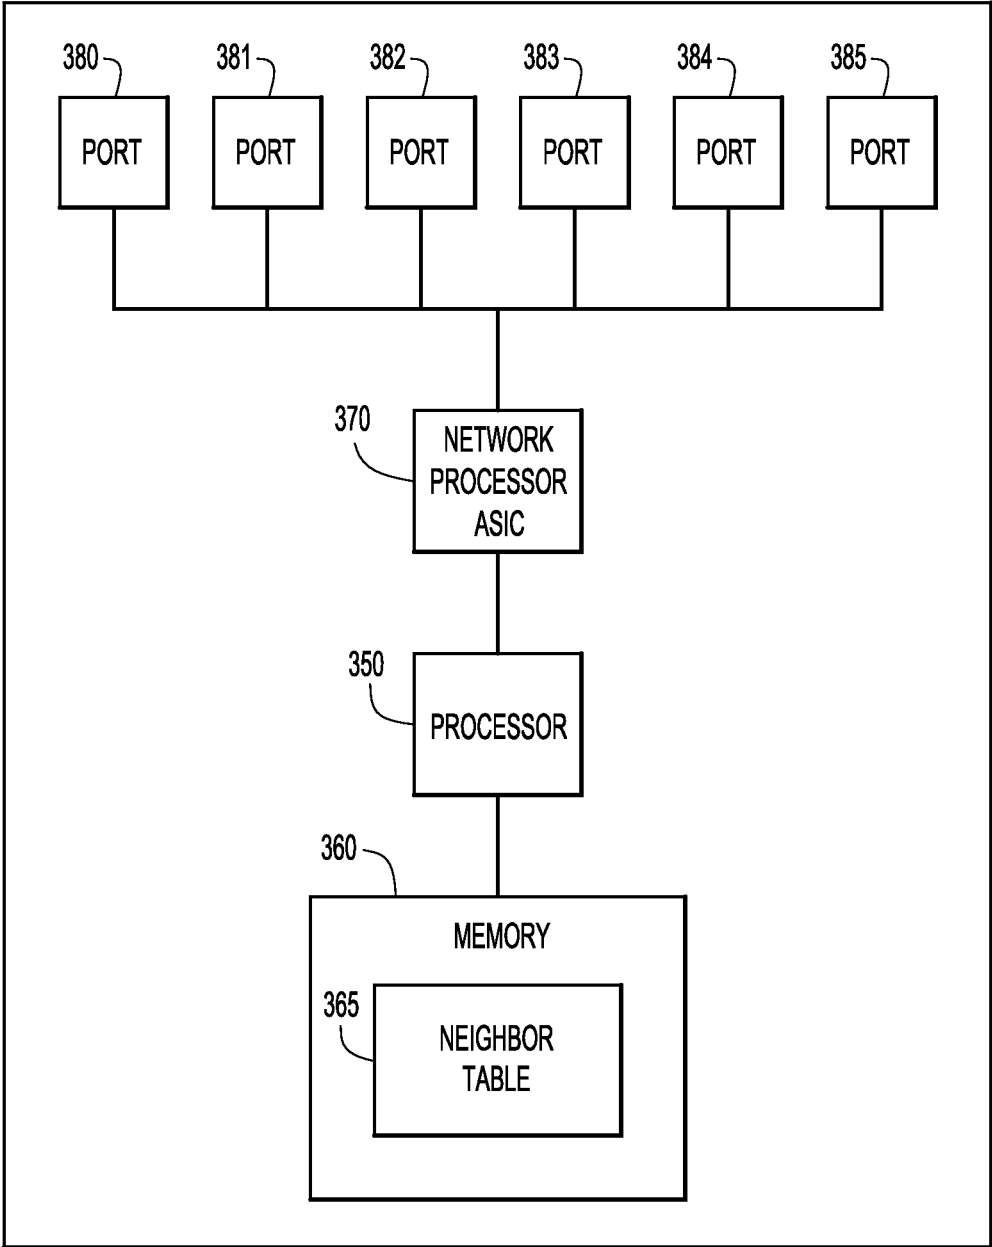 380 381 382 383 384 385
PORT PORT PORT PORT PORT PORT
370
NETWORK
PROCESSOR
ASIC
350
PROCESSOR
360
MEMORY
365
NEIGHBOR
TABLE